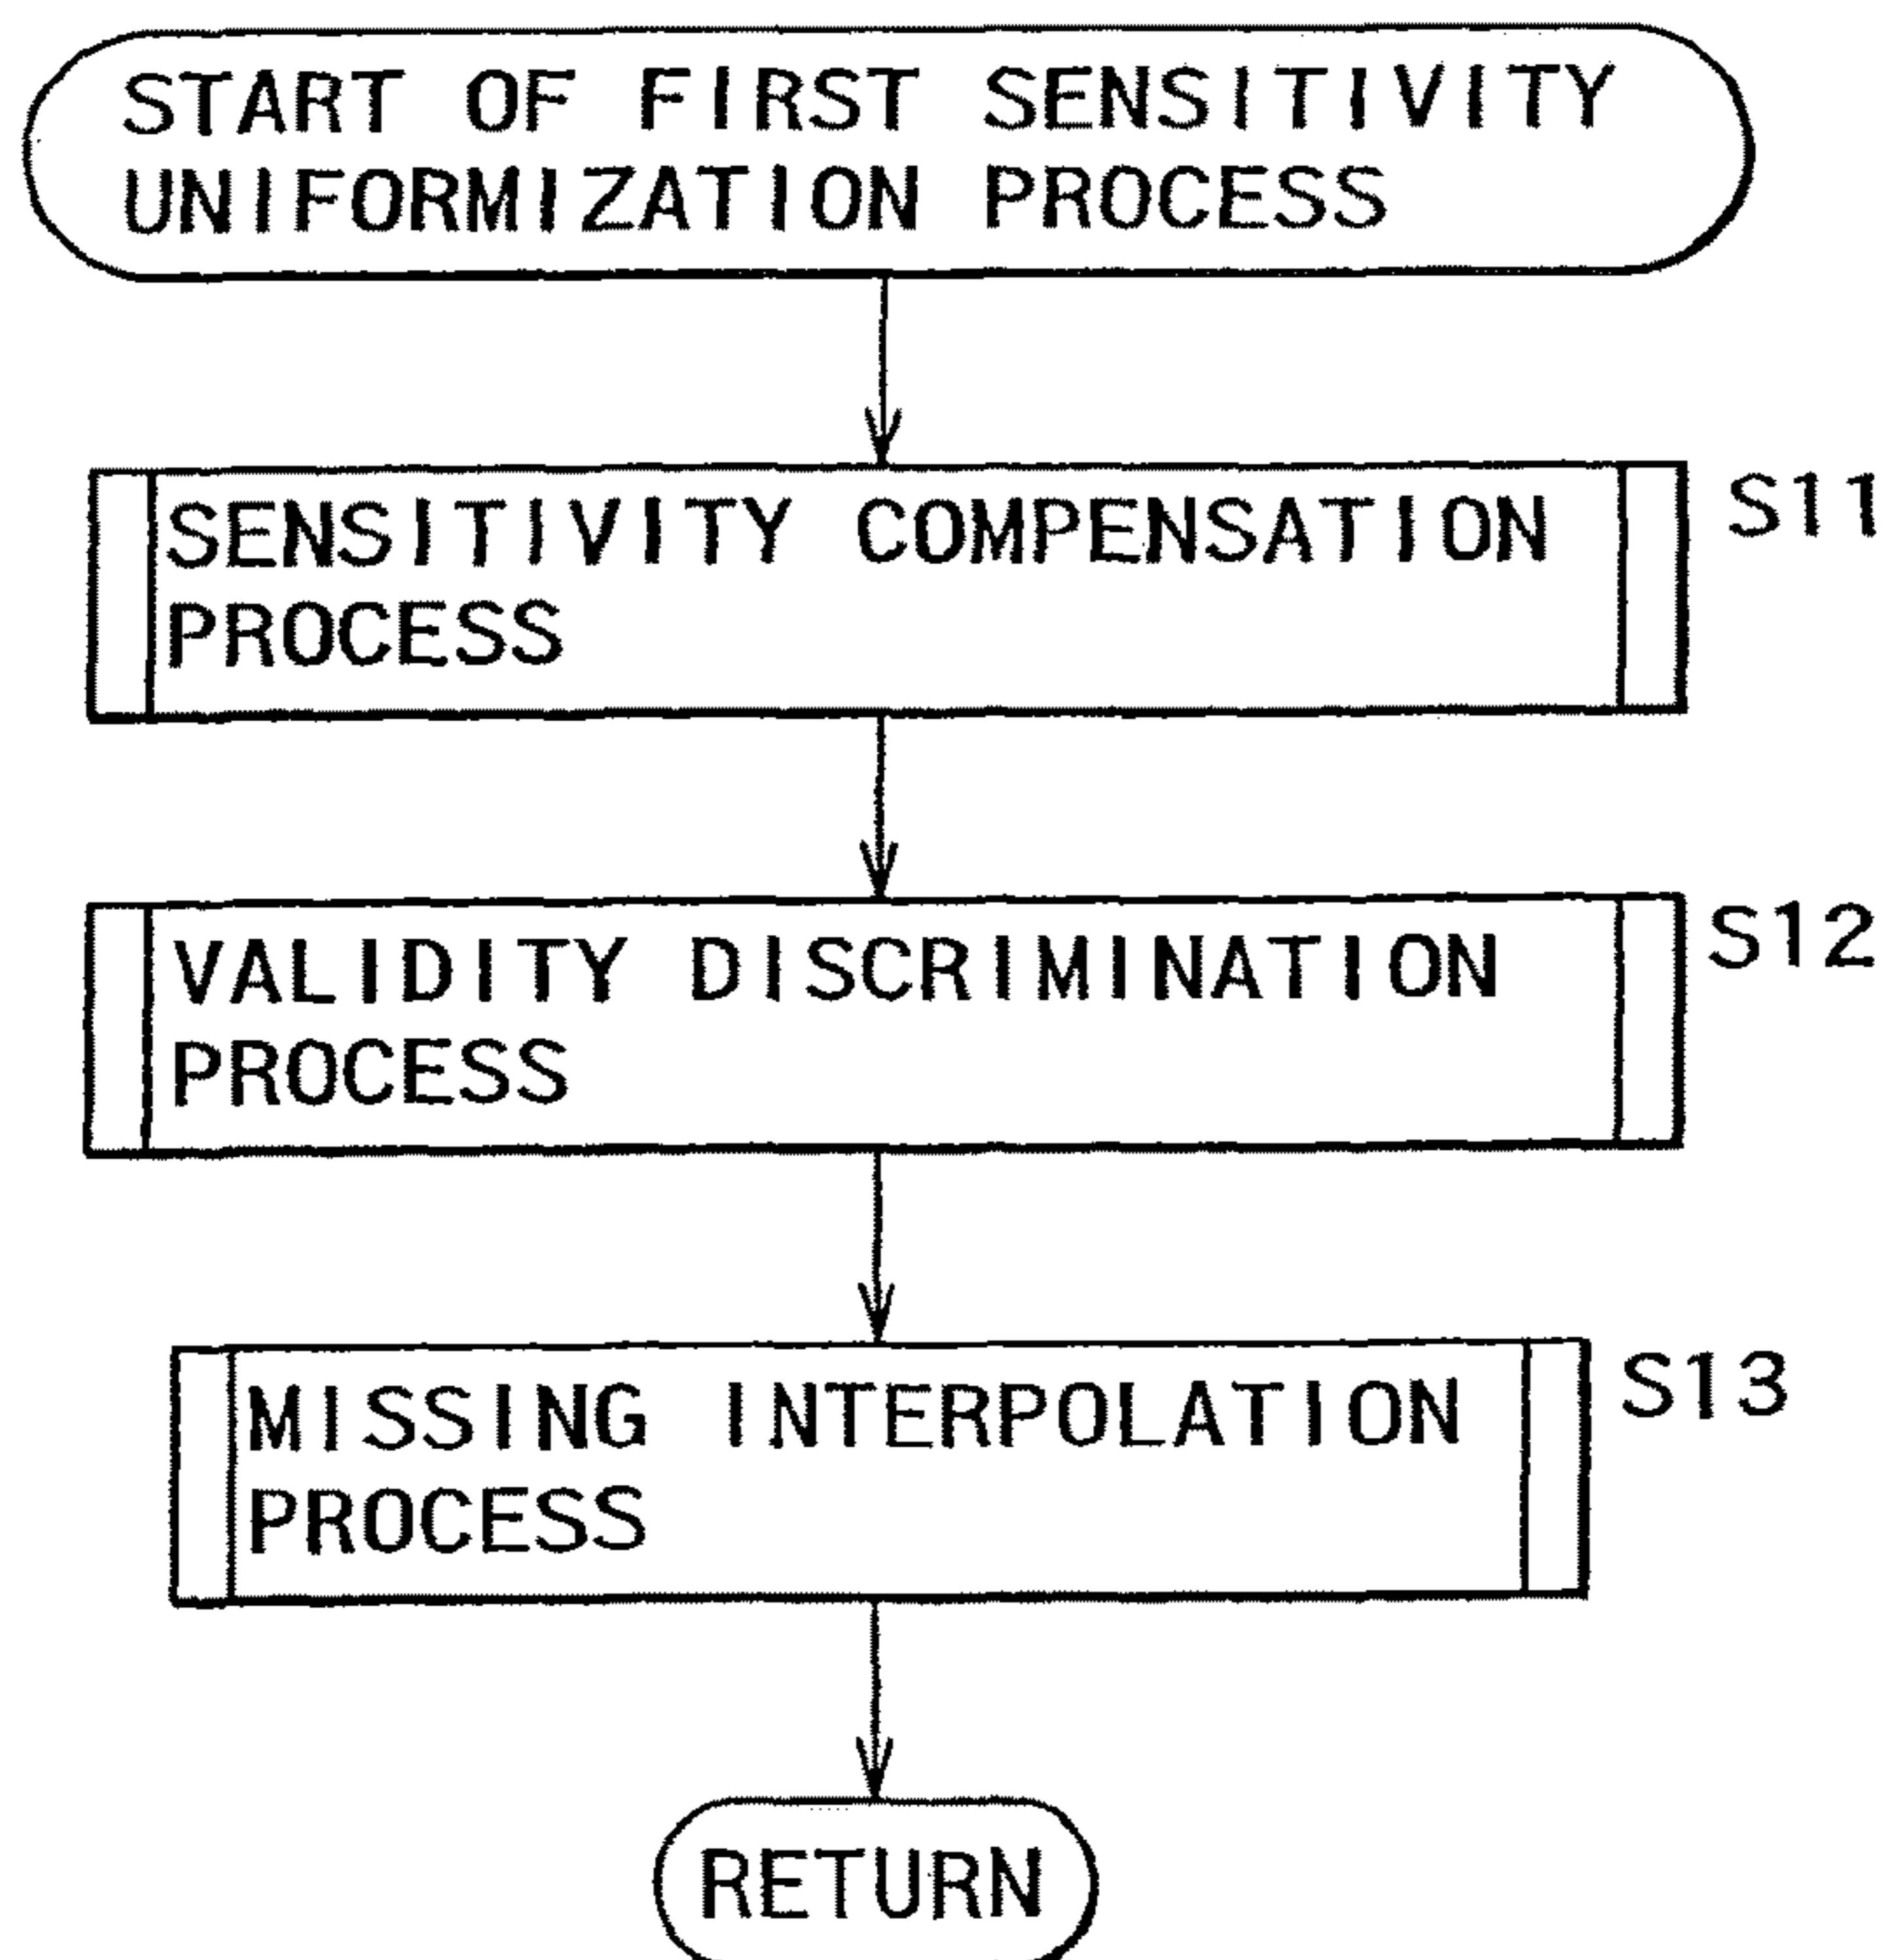 START OF FIRST SENSITIVITY
UNIFORMIZATION PROCESS
SENSITIVITY COMPENSATION
PROCESS
S11
VALIDITY DISCRIMINATION
PROCESS
S12
MISSING INTERPOLATION
PROCESS
S13
RETURN